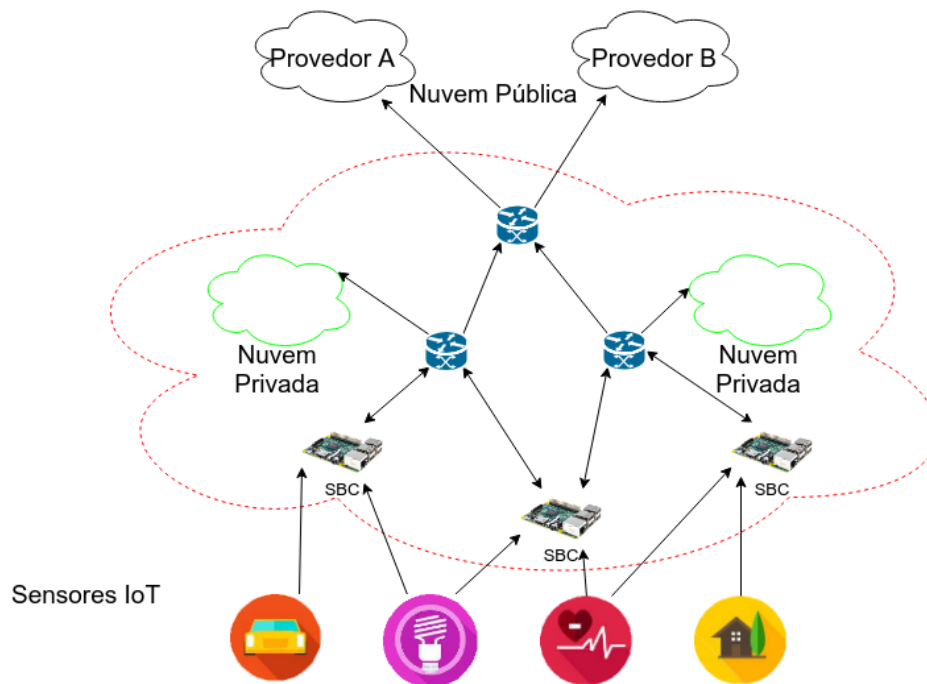 Provedor A
Provedor B
Nuvem Pública
Nuvem
Privada
Nuvem
Privada
SBC
SBC
SBC
Sensores IoT